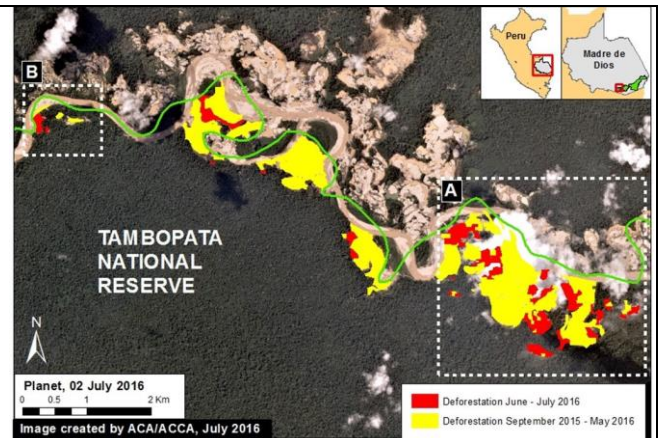 Peru
Madre de
Dios
B
A
TAMBOPATA
NATIONAL
RESERVE
N
Planet, 02 July 2016
0 0.5 1 2 Km
Image created by ACA/ACCA, July 2016
Deforestation June - July 2016
Deforestation September 2015 - May 2016